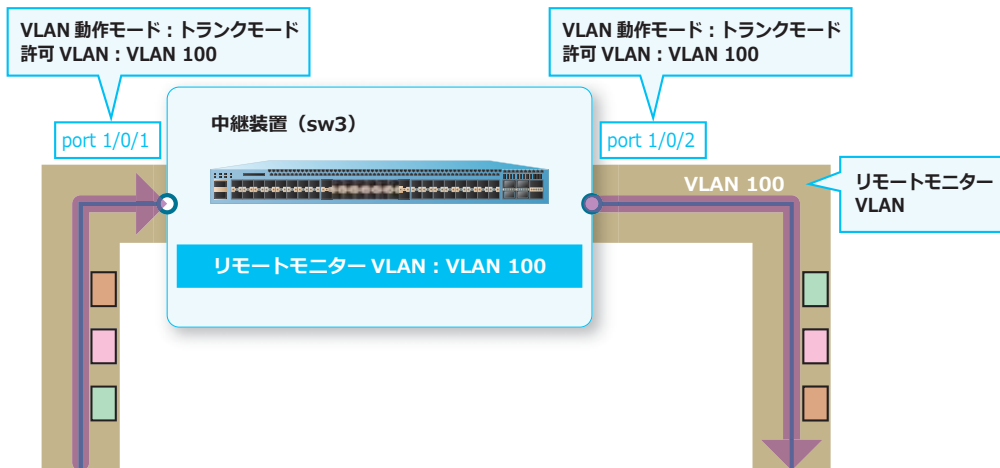 VLAN 動作モード：トランクモード
許可 VLAN：VLAN 100
VLAN 動作モード：トランクモード
許可 VLAN：VLAN 100
port 1/0/1
中継装置（sw3）
port 1/0/2
VLAN 100
リモートモニター
VLAN
リモートモニター VLAN：VLAN 100